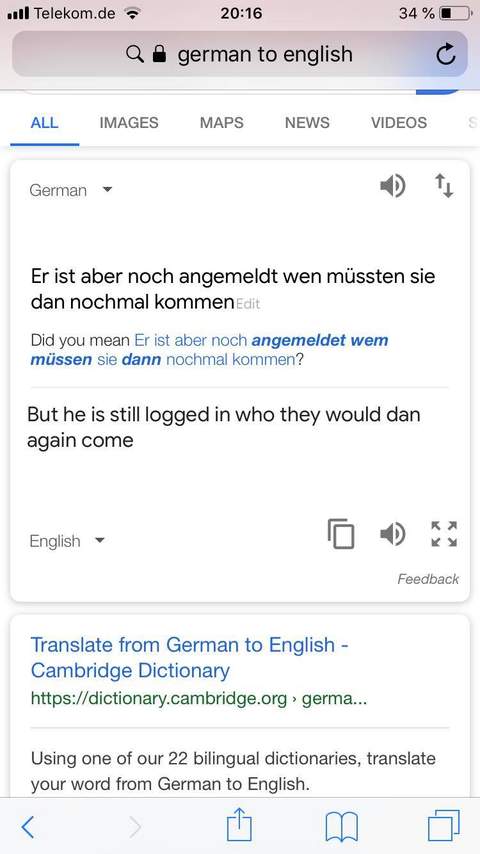 Telekom.de 20:16 34 %
german to english
ALL IMAGES MAPS NEWS VIDEOS S
German
Er ist aber noch angemeldt wen müssten sie
dan nochmal kommen Edit
Did you mean Er ist aber noch angemeldet wem
müssen sie dann nochmal kommen?
But he is still logged in who they would dan
again come
English
Feedback
Translate from German to English -
Cambridge Dictionary
https://dictionary.cambridge.org › germa...
Using one of our 22 bilingual dictionaries, translate
your word from German to English.